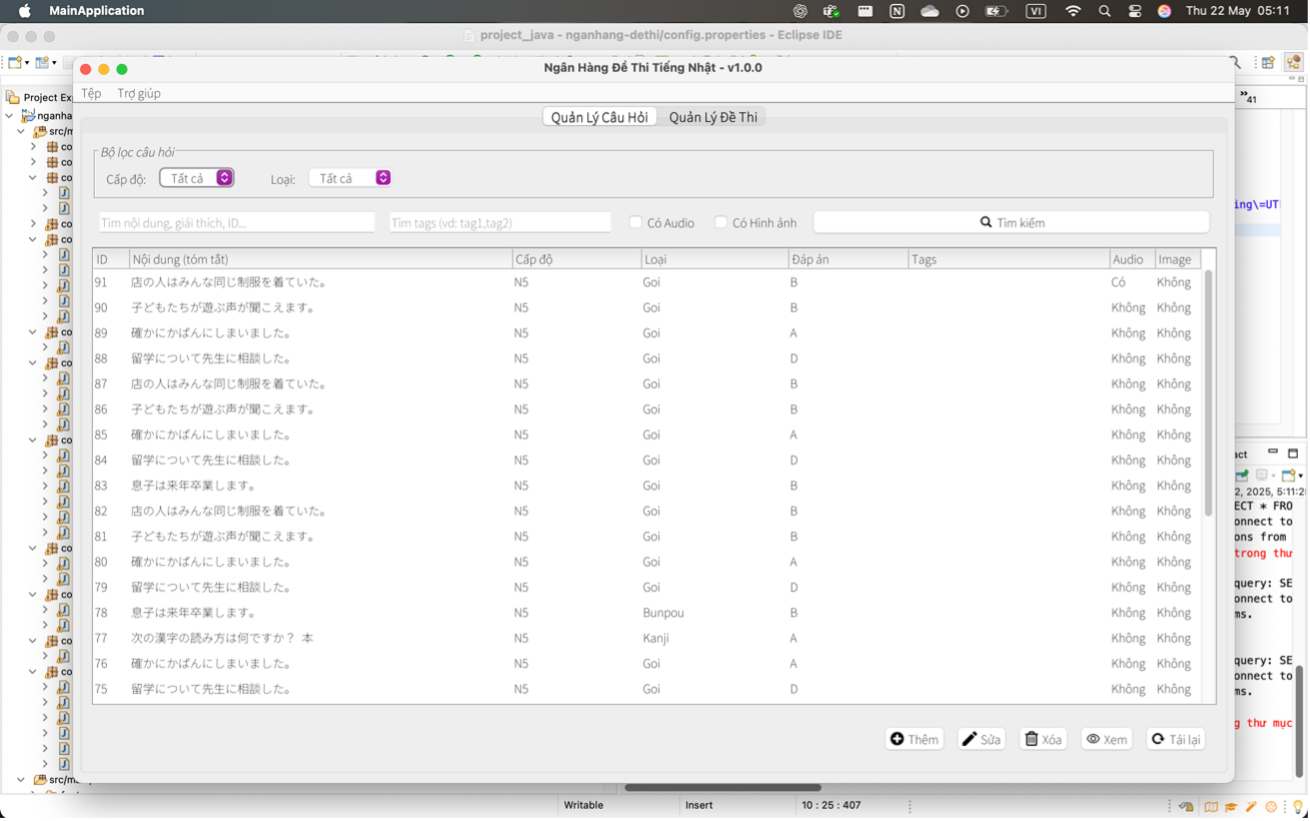 MainApplication
VI
Thu 22 May 05:11
project_java - nganhang-dethi/config.properties - Eclipse IDE
Ngân Hàng Đề Thi Tiếng Nhật - v1.0.0
Tệp Trợ giúp
Quản Lý Câu Hỏi Quản Lý Đề Thi
Project Ex
41
Bộ lọc câu hỏi
Cấp độ: Tất cả Loại: Tất cả
Tìm nội dung, giải thích, ID... Tìm tags (vd: tag1,tag2) Có Audio Có Hình ảnh Tìm kiếm
ID Nội dung (tóm tắt) Cấp độ Loại Đáp án Tags Audio Image
91 店の人はみんな同じ制服を着ていた。 N5 Goi B Có Không
90 子どもたちが遊ぶ声が聞こえます。 N5 Goi B Không Không
89 確かにかばんにしまいました。 N5 Goi A Không Không
88 留学について先生に相談した。 N5 Goi D Không Không
87 店の人はみんな同じ制服を着ていた。 N5 Goi B Không Không
86 子どもたちが遊ぶ声が聞こえます。 N5 Goi B Không Không
85 確かにかばんにしまいました。 N5 Goi A Không Không
84 留学について先生に相談した。 N5 Goi D Không Không
83 息子は来年卒業します。 N5 Goi B Không Không
82 店の人はみんな同じ制服を着ていた。 N5 Goi B Không Không
81 子どもたちが遊ぶ声が聞こえます。 N5 Goi B Không Không
80 確かにかばんにしまいました。 N5 Goi A Không Không
79 留学について先生に相談した。 N5 Goi D Không Không
78 息子は来年卒業します。 N5 Bunpou B Không Không
77 次の漢字の読み方は何ですか？ 本 N5 Kanji A Không Không
76 確かにかばんにしまいました。 N5 Goi A Không Không
75 留学について先生に相談した。 N5 Goi D Không Không
Thêm Sửa Xóa Xem Tải lại
nganha
src/m
co
co
co
co
co
co
co
co
co
co
co
co
src/m
ing\=UT
act
2, 2025, 5:11:2
ECT * FRO
onnect to
ons from
trong thư
query: SE
onnect to
ms.
query: SE
onnect to
ms.
g thư mục
Writable Insert 10 : 25 : 407